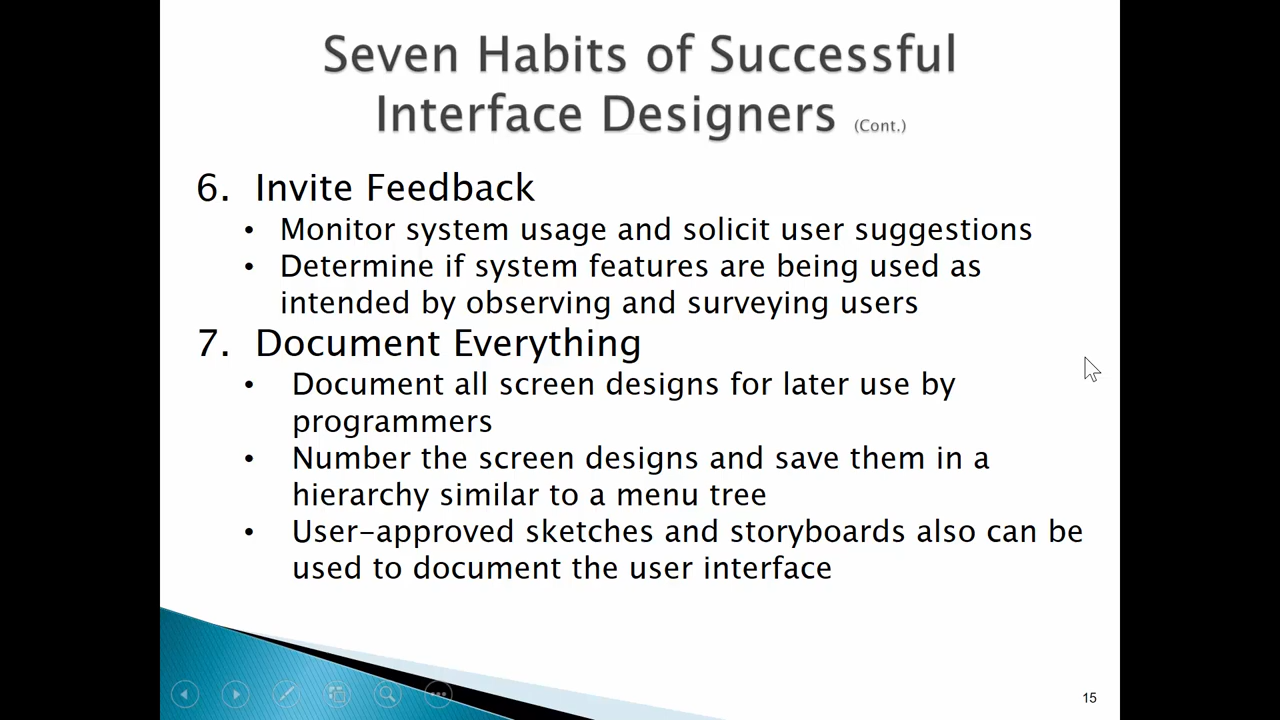 Seven Habits of Successful
Interface Designers (Cont.)
6. Invite Feedback
• Monitor system usage and solicit user suggestions
• Determine if system features are being used as
intended by observing and surveying users
7. Document Everything
• Document all screen designs for later use by
programmers
• Number the screen designs and save them in a
hierarchy similar to a menu tree
• User-approved sketches and storyboards also can be
used to document the user interface
15